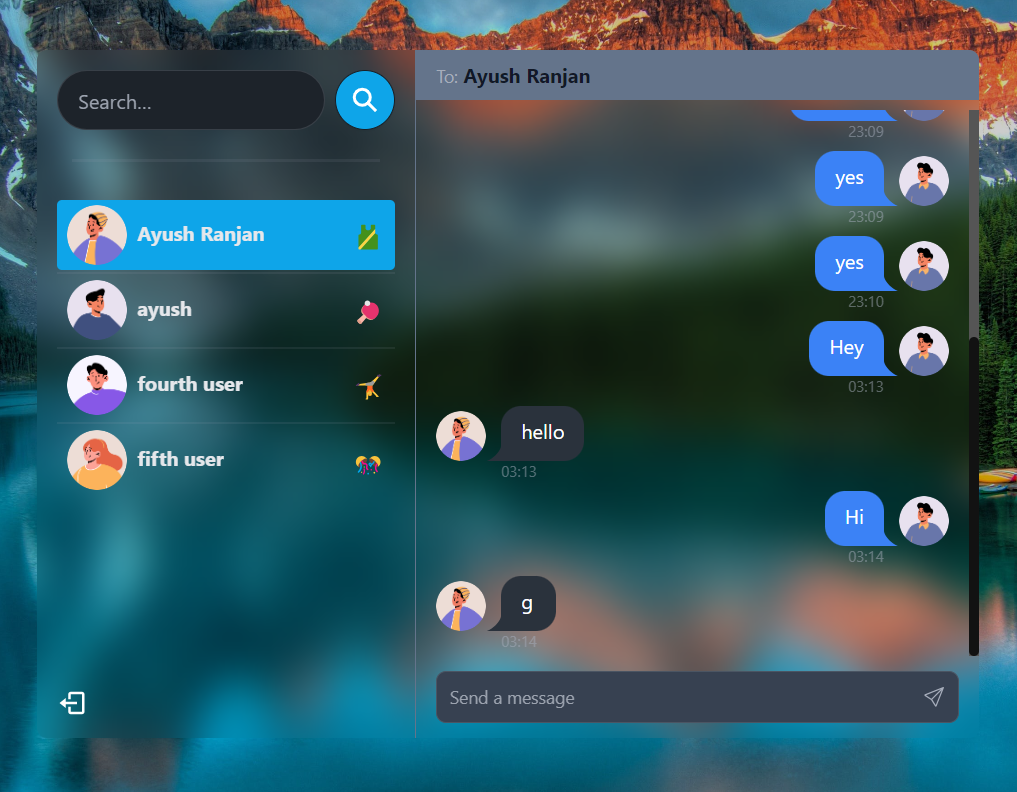 Search...
Ayush Ranjan
ayush
fourth user
fifth user
To: Ayush Ranjan
23:09
yes
23:09
yes
23:10
Hey
03:13
hello
03:13
Hi
03:14
g
03:14
Send a message